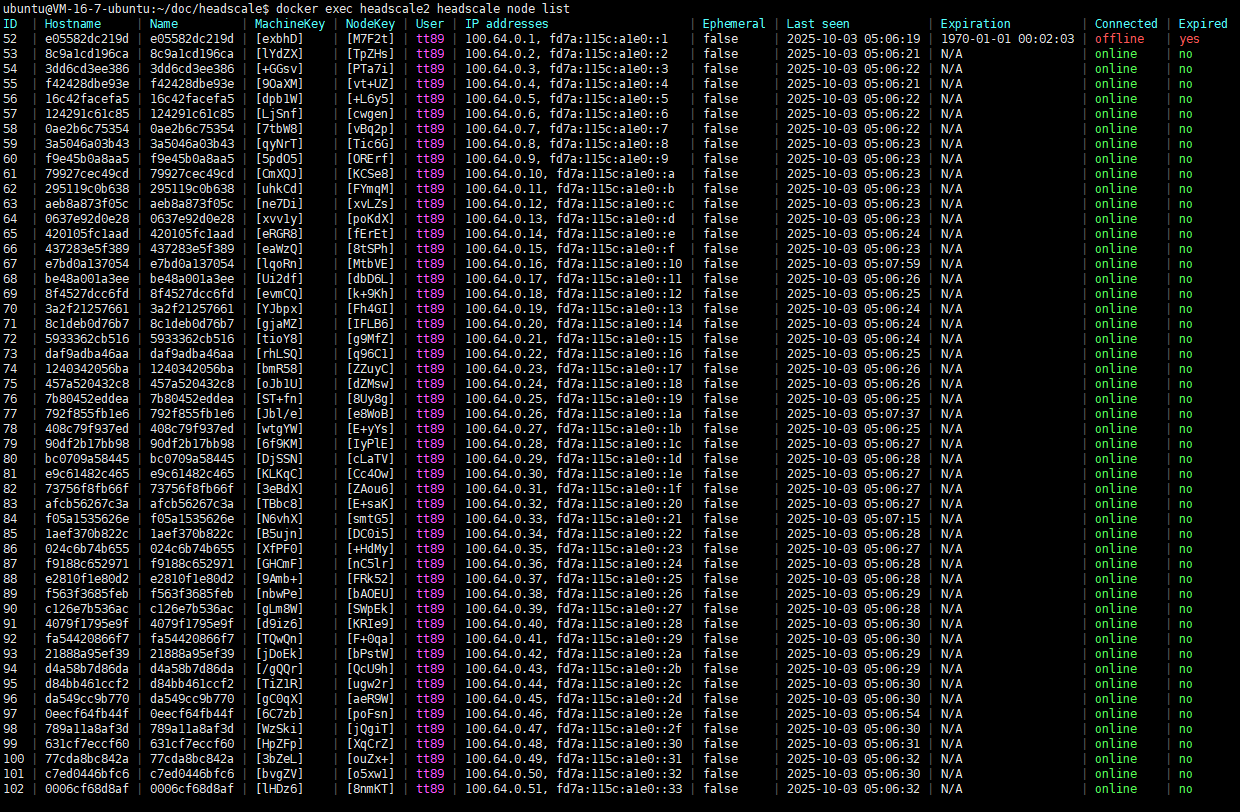 ubuntu@VM-16-7-ubuntu:~/doc/headscale$ docker exec headscale2 headscale node list
ID | Hostname | Name | MachineKey | NodeKey | User | IP addresses | Ephemeral | Last seen | Expiration | Connected | Expired
52 | e05582dc219d | e05582dc219d | [exbhD] | [M7F2t] | tt89 | 100.64.0.1, fd7a:115c:a1e0::1 | false | 2025-10-03 05:06:19 | 1970-01-01 00:02:03 | offline | yes
53 | 8c9a1cd196ca | 8c9a1cd196ca | [lYdZX] | [TpZHs] | tt89 | 100.64.0.2, fd7a:115c:a1e0::2 | false | 2025-10-03 05:06:21 | N/A | online | no
54 | 3dd6cd3ee386 | 3dd6cd3ee386 | [+GGsv] | [PTa7i] | tt89 | 100.64.0.3, fd7a:115c:a1e0::3 | false | 2025-10-03 05:06:22 | N/A | online | no
55 | f42428dbe93e | f42428dbe93e | [9OaXM] | [vt+UZ] | tt89 | 100.64.0.4, fd7a:115c:a1e0::4 | false | 2025-10-03 05:06:21 | N/A | online | no
56 | 16c42facefa5 | 16c42facefa5 | [dpb1W] | [+L6y5] | tt89 | 100.64.0.5, fd7a:115c:a1e0::5 | false | 2025-10-03 05:06:22 | N/A | online | no
57 | 124291c61c85 | 124291c61c85 | [LjSnf] | [cwgen] | tt89 | 100.64.0.6, fd7a:115c:a1e0::6 | false | 2025-10-03 05:06:22 | N/A | online | no
58 | 0ae2b6c75354 | 0ae2b6c75354 | [7tbW8] | [vBq2p] | tt89 | 100.64.0.7, fd7a:115c:a1e0::7 | false | 2025-10-03 05:06:22 | N/A | online | no
59 | 3a5046a03b43 | 3a5046a03b43 | [qyNrT] | [Tic6G] | tt89 | 100.64.0.8, fd7a:115c:a1e0::8 | false | 2025-10-03 05:06:23 | N/A | online | no
60 | f9e45b0a8aa5 | f9e45b0a8aa5 | [5pdO5] | [ORErf] | tt89 | 100.64.0.9, fd7a:115c:a1e0::9 | false | 2025-10-03 05:06:23 | N/A | online | no
61 | 79927cec49cd | 79927cec49cd | [CmXQJ] | [KCSe8] | tt89 | 100.64.0.10, fd7a:115c:a1e0::a | false | 2025-10-03 05:06:23 | N/A | online | no
62 | 295119c0b638 | 295119c0b638 | [uhkCd] | [FYmqM] | tt89 | 100.64.0.11, fd7a:115c:a1e0::b | false | 2025-10-03 05:06:23 | N/A | online | no
63 | aeb8a873f05c | aeb8a873f05c | [ne7Di] | [xvLZs] | tt89 | 100.64.0.12, fd7a:115c:a1e0::c | false | 2025-10-03 05:06:23 | N/A | online | no
64 | 0637e92d0e28 | 0637e92d0e28 | [xvv1y] | [poKdX] | tt89 | 100.64.0.13, fd7a:115c:a1e0::d | false | 2025-10-03 05:06:23 | N/A | online | no
65 | 420105fc1aad | 420105fc1aad | [eRGR8] | [fErEt] | tt89 | 100.64.0.14, fd7a:115c:a1e0::e | false | 2025-10-03 05:06:24 | N/A | online | no
66 | 437283e5f389 | 437283e5f389 | [eaWzQ] | [8tSPh] | tt89 | 100.64.0.15, fd7a:115c:a1e0::f | false | 2025-10-03 05:06:23 | N/A | online | no
67 | e7bd0a137054 | e7bd0a137054 | [lqoRn] | [MtbVE] | tt89 | 100.64.0.16, fd7a:115c:a1e0::10 | false | 2025-10-03 05:07:59 | N/A | online | no
68 | be48a001a3ee | be48a001a3ee | [Ui2df] | [dbD6L] | tt89 | 100.64.0.17, fd7a:115c:a1e0::11 | false | 2025-10-03 05:06:26 | N/A | online | no
69 | 8f4527dcc6fd | 8f4527dcc6fd | [evmCQ] | [k+9Kh] | tt89 | 100.64.0.18, fd7a:115c:a1e0::12 | false | 2025-10-03 05:06:25 | N/A | online | no
70 | 3a2f21257661 | 3a2f21257661 | [YJbpx] | [Fh4GI] | tt89 | 100.64.0.19, fd7a:115c:a1e0::13 | false | 2025-10-03 05:06:24 | N/A | online | no
71 | 8c1deb0d76b7 | 8c1deb0d76b7 | [gjaMZ] | [IFLB6] | tt89 | 100.64.0.20, fd7a:115c:a1e0::14 | false | 2025-10-03 05:06:24 | N/A | online | no
72 | 5933362cb516 | 5933362cb516 | [tioY8] | [g9MfZ] | tt89 | 100.64.0.21, fd7a:115c:a1e0::15 | false | 2025-10-03 05:06:24 | N/A | online | no
73 | daf9adba46aa | daf9adba46aa | [rhLSQ] | [q96C1] | tt89 | 100.64.0.22, fd7a:115c:a1e0::16 | false | 2025-10-03 05:06:25 | N/A | online | no
74 | 1240342056ba | 1240342056ba | [bmR58] | [ZZuyC] | tt89 | 100.64.0.23, fd7a:115c:a1e0::17 | false | 2025-10-03 05:06:26 | N/A | online | no
75 | 457a520432c8 | 457a520432c8 | [oJb1U] | [dZMsw] | tt89 | 100.64.0.24, fd7a:115c:a1e0::18 | false | 2025-10-03 05:06:26 | N/A | online | no
76 | 7b80452eddea | 7b80452eddea | [ST+fn] | [8Uy8g] | tt89 | 100.64.0.25, fd7a:115c:a1e0::19 | false | 2025-10-03 05:06:25 | N/A | online | no
77 | 792f855fb1e6 | 792f855fb1e6 | [Jbl/e] | [e8WoB] | tt89 | 100.64.0.26, fd7a:115c:a1e0::1a | false | 2025-10-03 05:07:37 | N/A | online | no
78 | 408c79f937ed | 408c79f937ed | [wtgYW] | [E+yYs] | tt89 | 100.64.0.27, fd7a:115c:a1e0::1b | false | 2025-10-03 05:06:25 | N/A | online | no
79 | 90df2b17bb98 | 90df2b17bb98 | [6f9KM] | [IyPlE] | tt89 | 100.64.0.28, fd7a:115c:a1e0::1c | false | 2025-10-03 05:06:27 | N/A | online | no
80 | bc0709a58445 | bc0709a58445 | [DjSSN] | [cLaTV] | tt89 | 100.64.0.29, fd7a:115c:a1e0::1d | false | 2025-10-03 05:06:28 | N/A | online | no
81 | e9c61482c465 | e9c61482c465 | [KLKqC] | [Cc4Ow] | tt89 | 100.64.0.30, fd7a:115c:a1e0::1e | false | 2025-10-03 05:06:27 | N/A | online | no
82 | 73756f8fb66f | 73756f8fb66f | [3eBdX] | [ZAou6] | tt89 | 100.64.0.31, fd7a:115c:a1e0::1f | false | 2025-10-03 05:06:27 | N/A | online | no
83 | afcb56267c3a | afcb56267c3a | [TBbc8] | [E+saK] | tt89 | 100.64.0.32, fd7a:115c:a1e0::20 | false | 2025-10-03 05:06:27 | N/A | online | no
84 | f05a1535626e | f05a1535626e | [N6vhX] | [smtG5] | tt89 | 100.64.0.33, fd7a:115c:a1e0::21 | false | 2025-10-03 05:07:15 | N/A | online | no
85 | 1aef370b822c | 1aef370b822c | [B5ujn] | [DC0i5] | tt89 | 100.64.0.34, fd7a:115c:a1e0::22 | false | 2025-10-03 05:06:28 | N/A | online | no
86 | 024c6b74b655 | 024c6b74b655 | [XfPF0] | [+HdMy] | tt89 | 100.64.0.35, fd7a:115c:a1e0::23 | false | 2025-10-03 05:06:27 | N/A | online | no
87 | f9188c652971 | f9188c652971 | [GHCmF] | [nC5lr] | tt89 | 100.64.0.36, fd7a:115c:a1e0::24 | false | 2025-10-03 05:06:28 | N/A | online | no
88 | e2810f1e80d2 | e2810f1e80d2 | [9Amb+] | [FRk52] | tt89 | 100.64.0.37, fd7a:115c:a1e0::25 | false | 2025-10-03 05:06:28 | N/A | online | no
89 | f563f3685feb | f563f3685feb | [nbwPe] | [bAOEU] | tt89 | 100.64.0.38, fd7a:115c:a1e0::26 | false | 2025-10-03 05:06:29 | N/A | online | no
90 | c126e7b536ac | c126e7b536ac | [gLm8W] | [SWpEk] | tt89 | 100.64.0.39, fd7a:115c:a1e0::27 | false | 2025-10-03 05:06:28 | N/A | online | no
91 | 4079f1795e9f | 4079f1795e9f | [d9iz6] | [KRIe9] | tt89 | 100.64.0.40, fd7a:115c:a1e0::28 | false | 2025-10-03 05:06:30 | N/A | online | no
92 | fa54420866f7 | fa54420866f7 | [TQwQn] | [F+0qa] | tt89 | 100.64.0.41, fd7a:115c:a1e0::29 | false | 2025-10-03 05:06:30 | N/A | online | no
93 | 21888a95ef39 | 21888a95ef39 | [jDoEk] | [bPstW] | tt89 | 100.64.0.42, fd7a:115c:a1e0::2a | false | 2025-10-03 05:06:29 | N/A | online | no
94 | d4a58b7d86da | d4a58b7d86da | [/gQQr] | [QcU9h] | tt89 | 100.64.0.43, fd7a:115c:a1e0::2b | false | 2025-10-03 05:06:29 | N/A | online | no
95 | d84bb461ccf2 | d84bb461ccf2 | [TiZ1R] | [ugw2r] | tt89 | 100.64.0.44, fd7a:115c:a1e0::2c | false | 2025-10-03 05:06:30 | N/A | online | no
96 | da549cc9b770 | da549cc9b770 | [gC0qX] | [aeR9W] | tt89 | 100.64.0.45, fd7a:115c:a1e0::2d | false | 2025-10-03 05:06:30 | N/A | online | no
97 | 0eecf64fb44f | 0eecf64fb44f | [6C7zb] | [poFsn] | tt89 | 100.64.0.46, fd7a:115c:a1e0::2e | false | 2025-10-03 05:06:54 | N/A | online | no
98 | 789a11a8af3d | 789a11a8af3d | [WzSki] | [jQgiT] | tt89 | 100.64.0.47, fd7a:115c:a1e0::2f | false | 2025-10-03 05:06:30 | N/A | online | no
99 | 631cf7eccf60 | 631cf7eccf60 | [HpZFp] | [XqCrZ] | tt89 | 100.64.0.48, fd7a:115c:a1e0::30 | false | 2025-10-03 05:06:31 | N/A | online | no
100 | 77cda8bc842a | 77cda8bc842a | [3bZeL] | [ouZx+] | tt89 | 100.64.0.49, fd7a:115c:a1e0::31 | false | 2025-10-03 05:06:32 | N/A | online | no
101 | c7ed0446bfc6 | c7ed0446bfc6 | [bvgZV] | [o5xw1] | tt89 | 100.64.0.50, fd7a:115c:a1e0::32 | false | 2025-10-03 05:06:30 | N/A | online | no
102 | 0006cf68d8af | 0006cf68d8af | [lHDz6] | [8nmKT] | tt89 | 100.64.0.51, fd7a:115c:a1e0::33 | false | 2025-10-03 05:06:32 | N/A | online | no